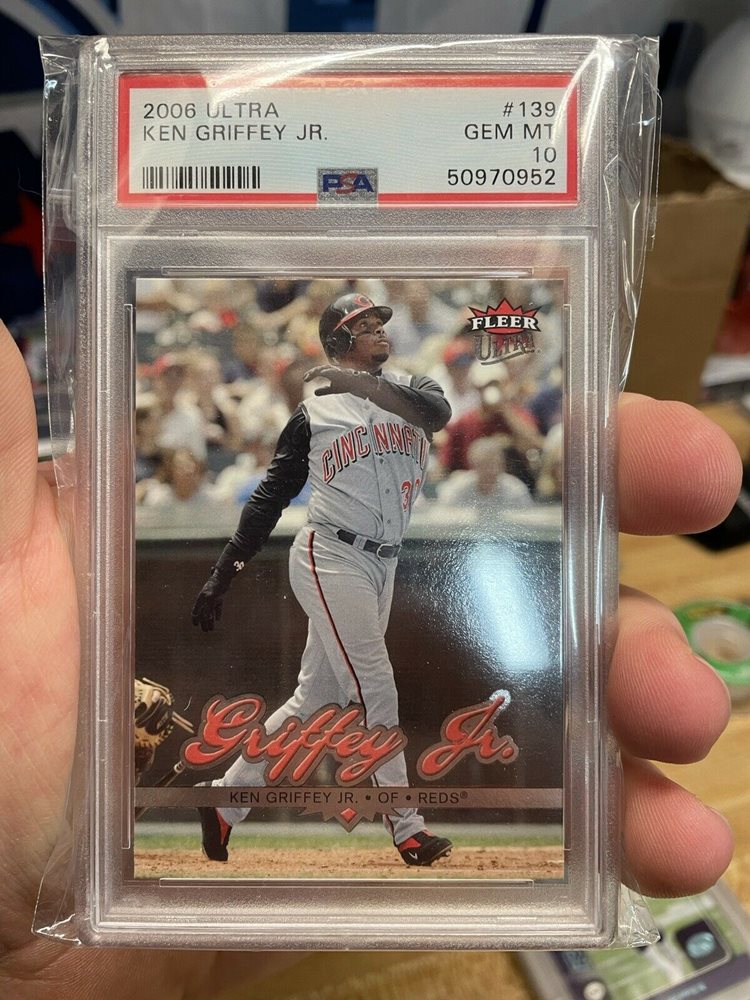 2006 ULTRA #139
KEN GRIFFEY JR. GEM MT
10
PSA 50970952
FLEER
ULTRA
CINCINNATI
Griffey Jr.
KEN GRIFFEY JR. • OF • REDS®